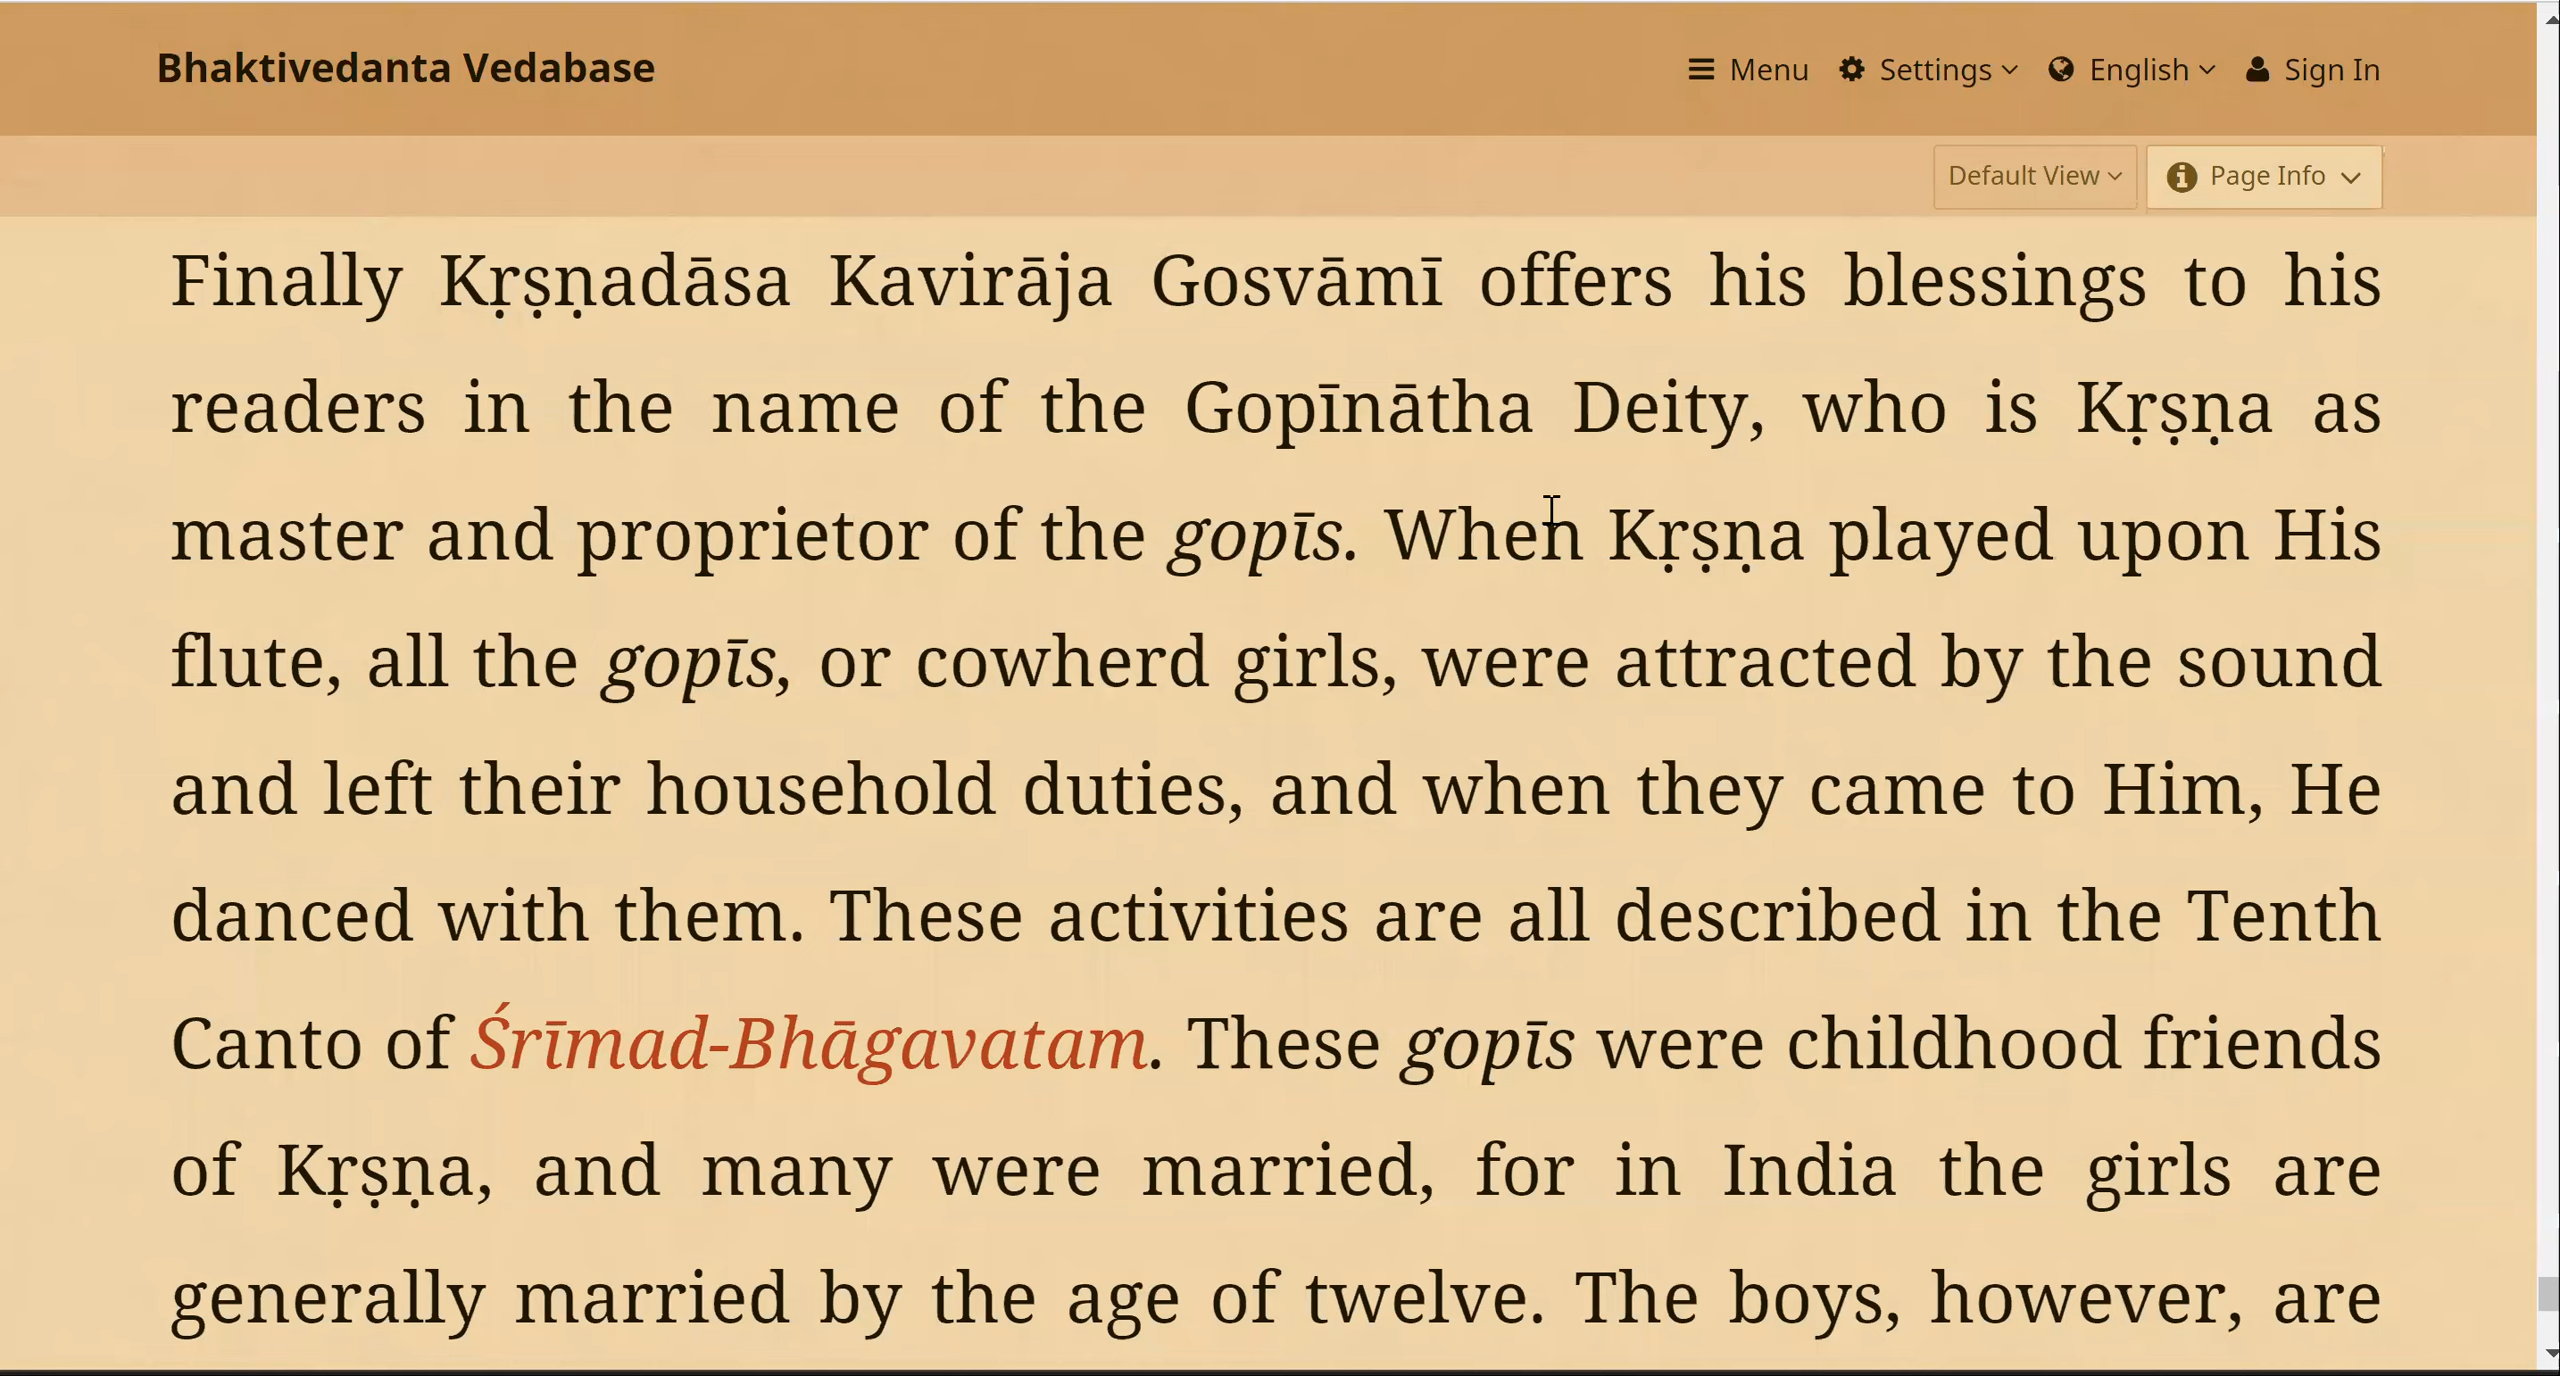 Bhaktivedanta Vedabase
Menu Settings English Sign In
Default View Page Info
Finally Kṛṣṇadāsa Kavirāja Gosvāmī offers his blessings to his
readers in the name of the Gopīnātha Deity, who is Kṛṣṇa as
master and proprietor of the gopīs. When Kṛṣṇa played upon His
flute, all the gopīs, or cowherd girls, were attracted by the sound
and left their household duties, and when they came to Him, He
danced with them. These activities are all described in the Tenth
Canto of Śrīmad-Bhāgavatam. These gopīs were childhood friends
of Kṛṣṇa, and many were married, for in India the girls are
generally married by the age of twelve. The boys, however, are